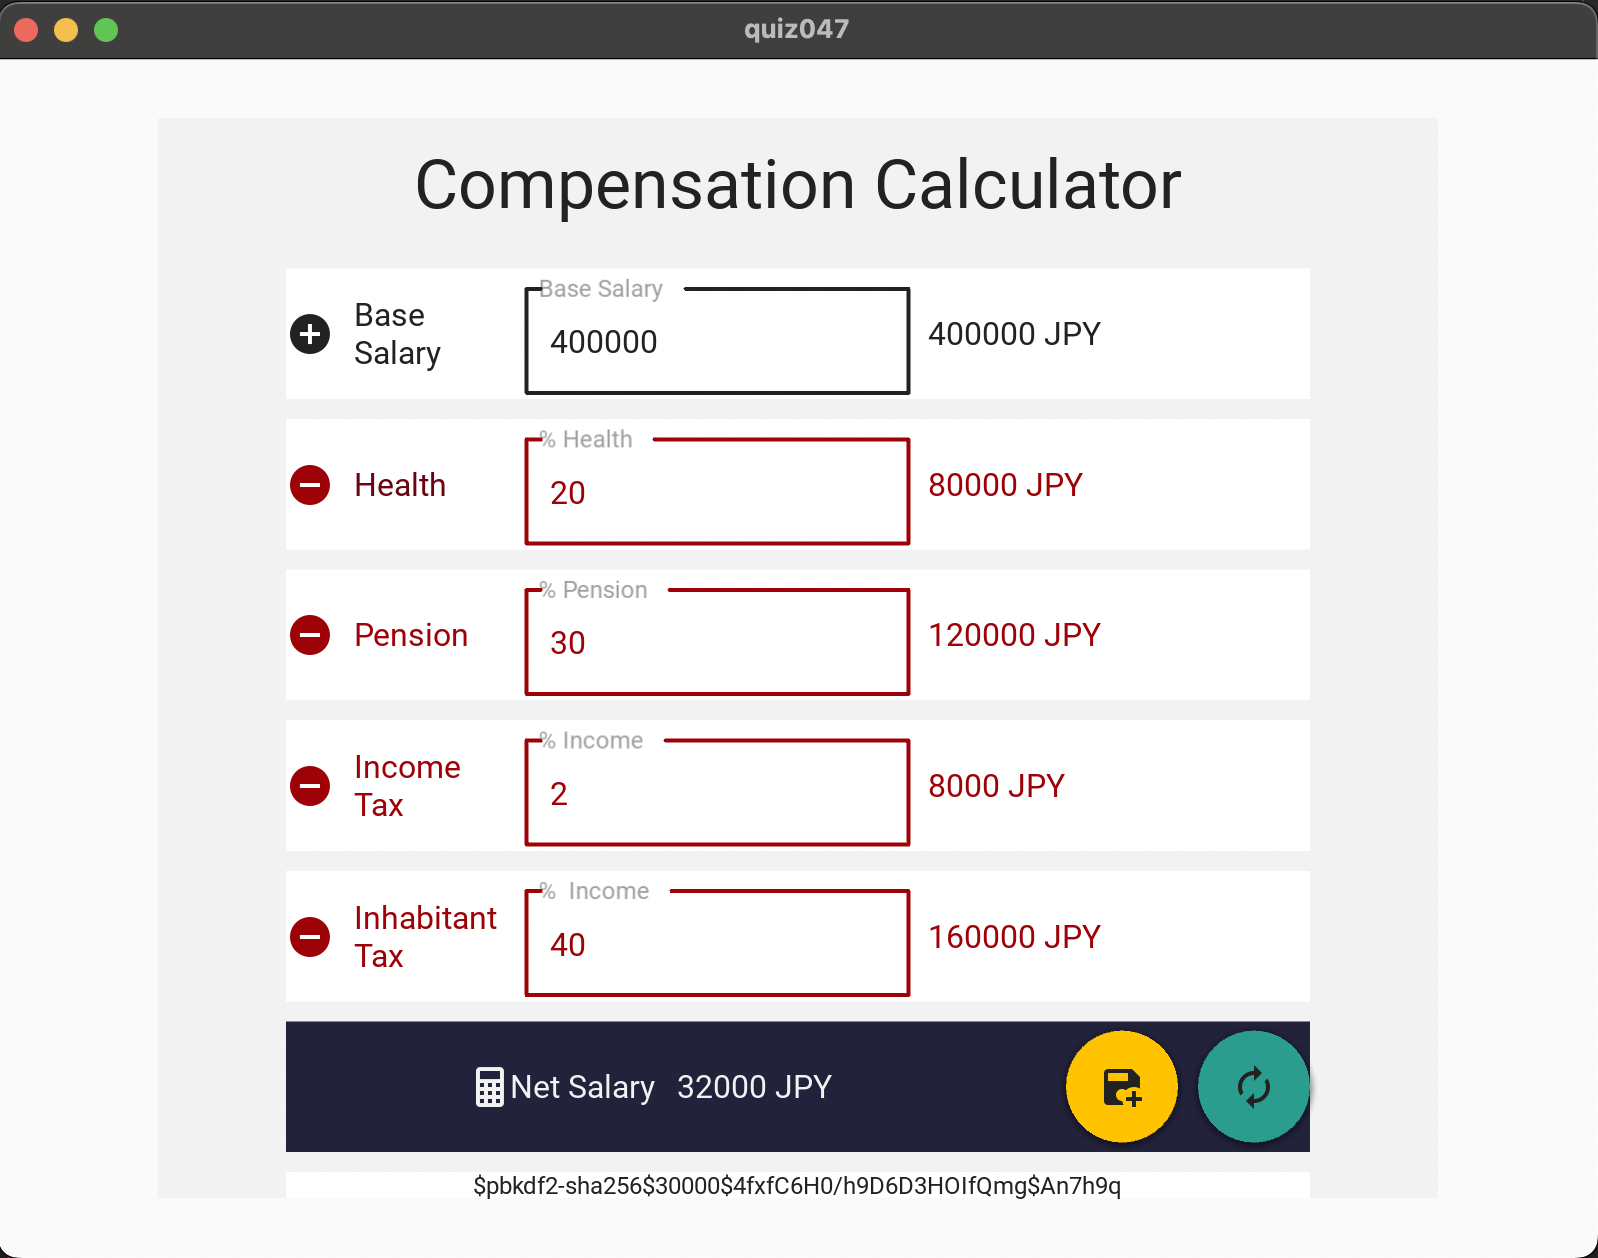 quiz047
Compensation Calculator
Base Salary
Base
Salary
400000
400000 JPY
% Health
Health
20
80000 JPY
% Pension
Pension
30
120000 JPY
% Income
Income
Tax
2
8000 JPY
%  Income
Inhabitant
Tax
40
160000 JPY
Net Salary 32000 JPY
$pbkdf2-sha256$30000$4fxfC6H0/h9D6D3HOIfQmg$An7h9q